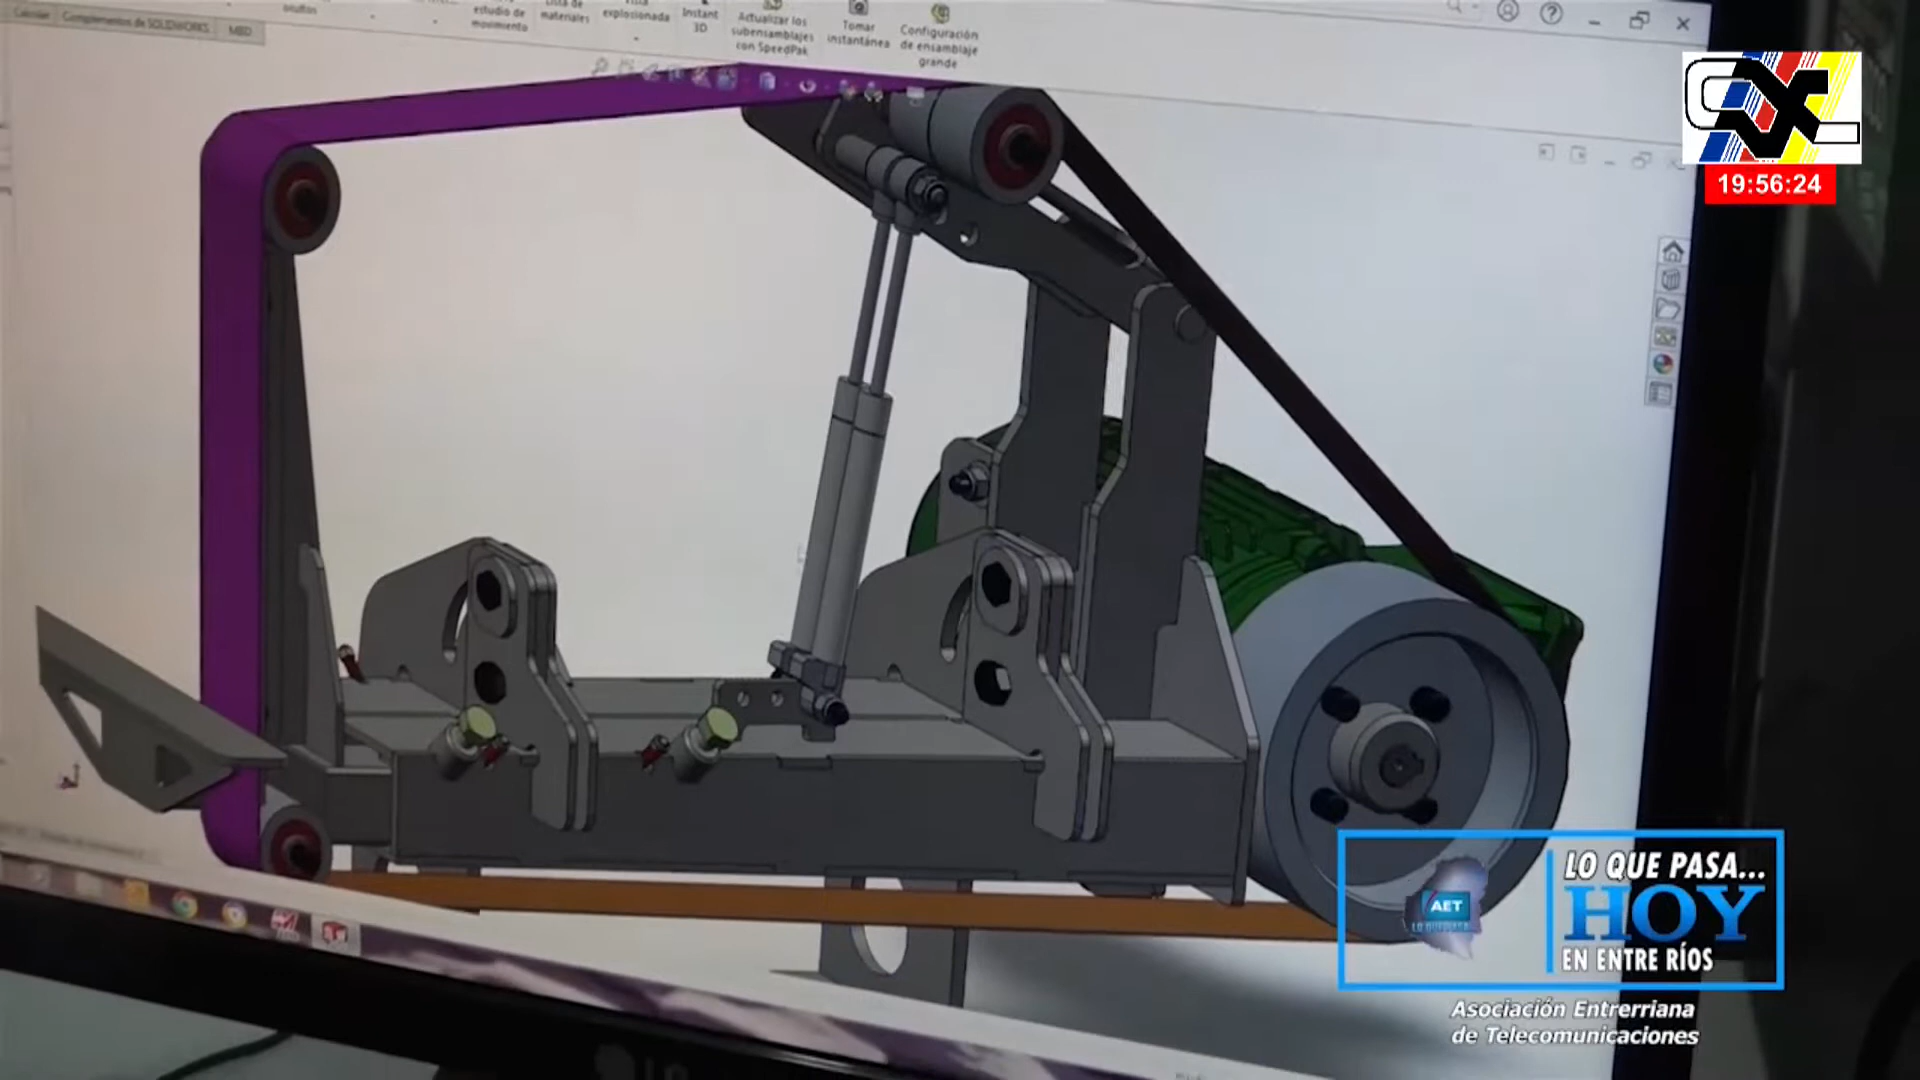 Calcular
Complementos de SOLIDWORKS
MBD
ocultos
estudio de
movimiento
Lista de
materiales
Vista
explosionada
Instant
3D
Actualizar los
subensamblajes
con SpeedPak
Tomar
instantánea
Configuración
de ensamblaje
grande
19:56:24
AET
LO QUE PASA...
HOY
EN ENTRE RÍOS
Asociación Entrerriana
de Telecomunicaciones